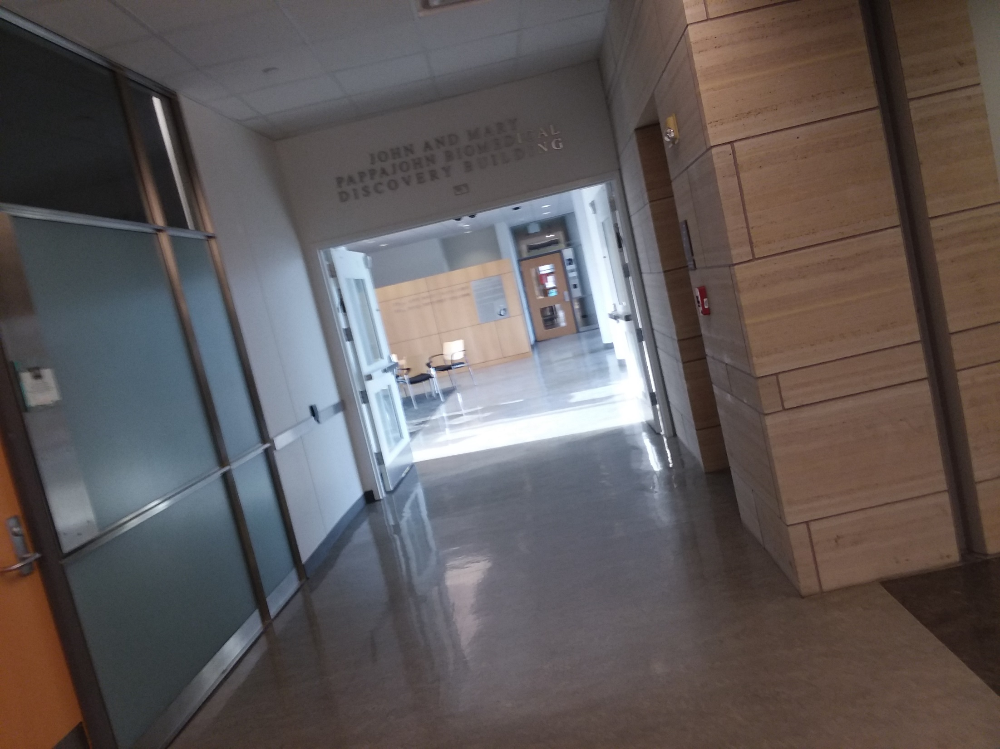 JOHN AND MARY
PAPPAJOHN BIOMEDICAL
DISCOVERY BUILDING